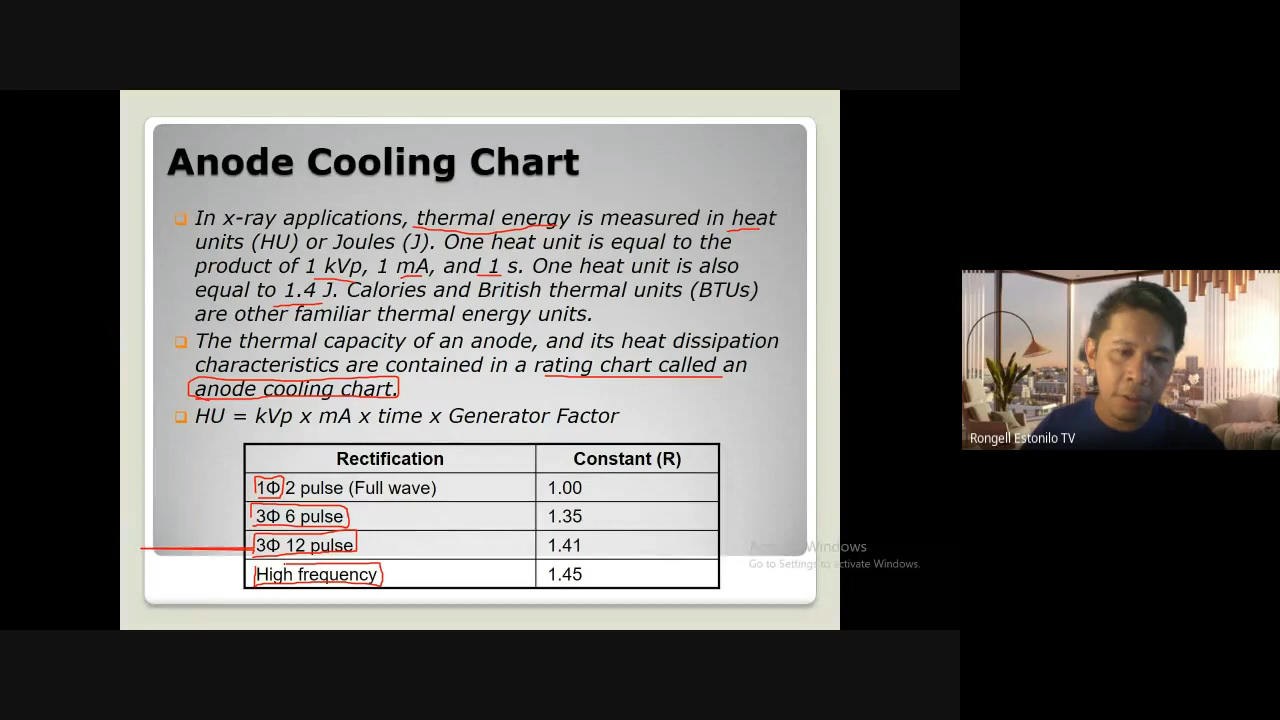 Anode Cooling Chart
In x-ray applications, thermal energy is measured in heat
units (HU) or Joules (J). One heat unit is equal to the
product of 1 kVp, 1 mA, and 1 s. One heat unit is also
equal to 1.4 J. Calories and British thermal units (BTUs)
are other familiar thermal energy units.
The thermal capacity of an anode, and its heat dissipation
characteristics are contained in a rating chart called an
anode cooling chart.
HU = kVp x mA x time x Generator Factor
Rectification Constant (R)
1Φ 2 pulse (Full wave) 1.00
3Φ 6 pulse 1.35
3Φ 12 pulse 1.41
High frequency 1.45
Activate Windows
Go to Settings to activate Windows.
Rongell Estonilo TV